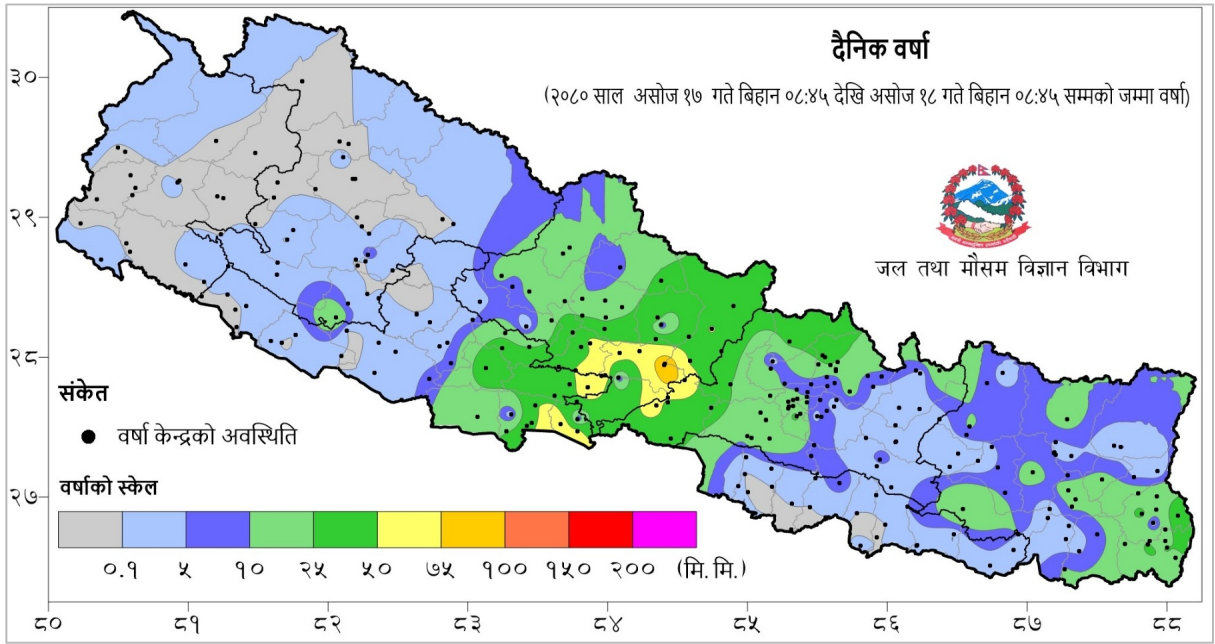 दैनिक वर्षा
(२०८० साल असोज १७ गते बिहान ०८:४५ देखि असोज १८ गते बिहान ०८:४५ सम्मको जम्मा वर्षा)
जल तथा मौसम विज्ञान विभाग
३०
२९
२८
२७
संकेत
वर्षा केन्द्रको अवस्थिति
वर्षाको स्केल
०.१ ५ १० २५ ५० ७५ १०० १५० २०० (मि.मि.)
८० ८१ ८२ ८३ ८४ ८५ ८६ ८७ ८८